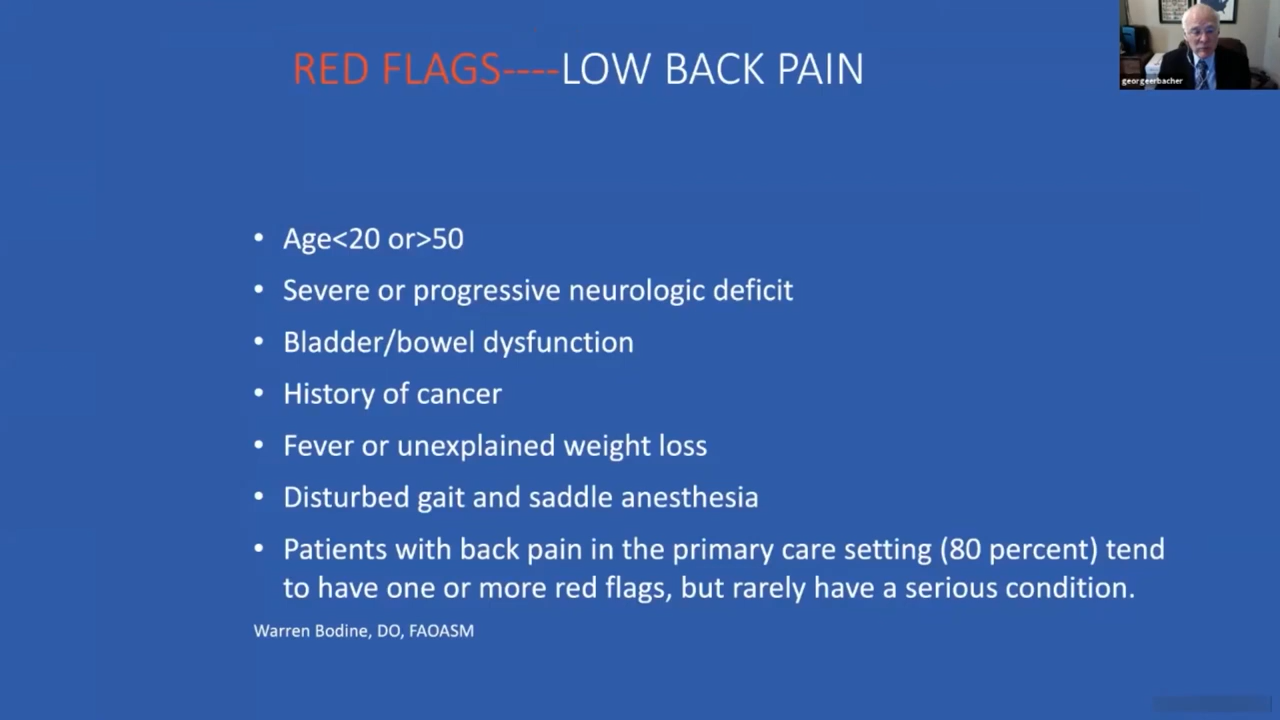 RED FLAGS----LOW BACK PAIN
georgeerbacher
• Age<20 or>50
• Severe or progressive neurologic deficit
• Bladder/bowel dysfunction
• History of cancer
• Fever or unexplained weight loss
• Disturbed gait and saddle anesthesia
• Patients with back pain in the primary care setting (80 percent) tend
to have one or more red flags, but rarely have a serious condition.
Warren Bodine, DO, FAOASM